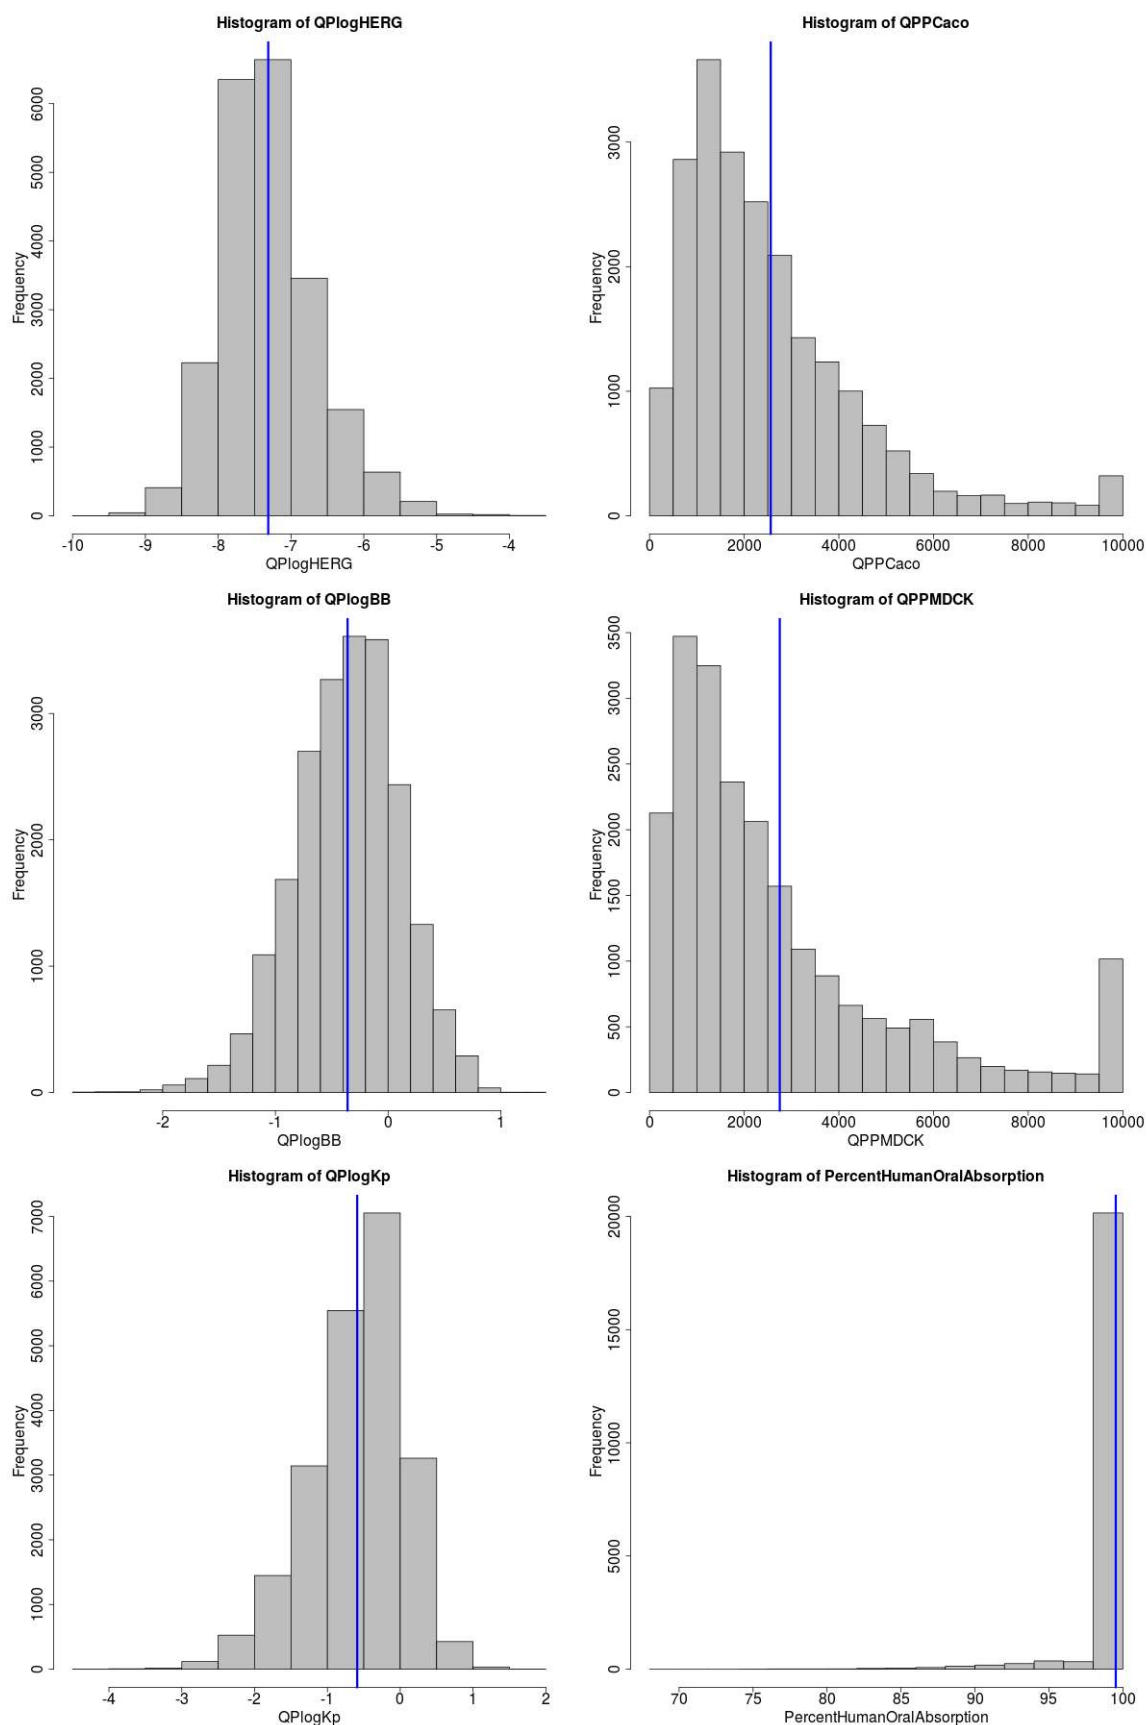 Histogram of QPlogHERG
Frequency
0 1000 2000 3000 4000 5000 6000
-10 -9 -8 -7 -6 -5 -4
QPlogHERG
Histogram of QPPCaco
Frequency
0 1000 2000 3000
0 2000 4000 6000 8000 10000
QPPCaco
Histogram of QPlogBB
Frequency
0 1000 2000 3000
-2 -1 0 1
QPlogBB
Histogram of QPPMDCK
Frequency
0 500 1000 1500 2000 2500 3000 3500
0 2000 4000 6000 8000 10000
QPPMDCK
Histogram of QPlogKp
Frequency
0 1000 2000 3000 4000 5000 6000 7000
-4 -3 -2 -1 0 1 2
QPlogKp
Histogram of PercentHumanOralAbsorption
Frequency
0 5000 10000 15000 20000
70 75 80 85 90 95 100
PercentHumanOralAbsorption